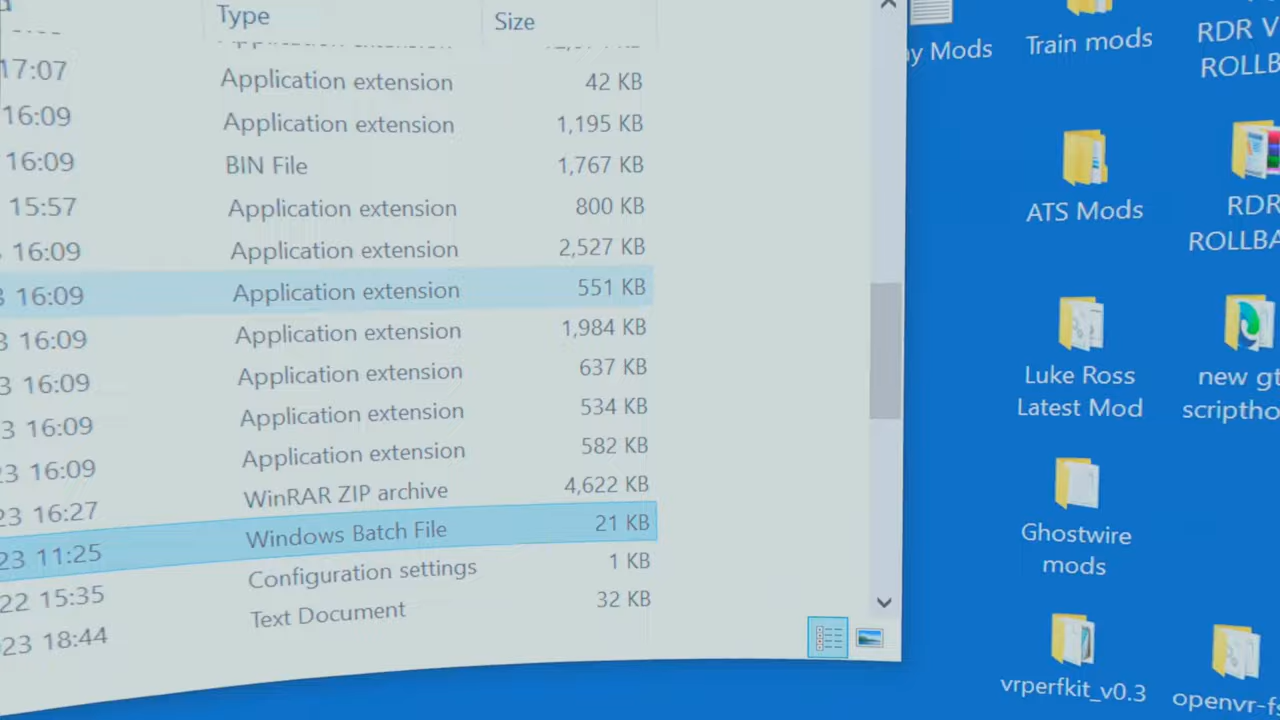 Type Size
17:07 Application extension 42 KB
16:09 Application extension 1,195 KB
16:09 BIN File 1,767 KB
15:57 Application extension 800 KB
16:09 Application extension 2,527 KB
3 16:09 Application extension 551 KB
3 16:09 Application extension 1,984 KB
3 16:09 Application extension 637 KB
3 16:09 Application extension 534 KB
23 16:09 Application extension 582 KB
23 16:27 WinRAR ZIP archive 4,622 KB
23 11:25 Windows Batch File 21 KB
22 15:35 Configuration settings 1 KB
23 18:44 Text Document 32 KB
Mods
Train mods
RDR V
ROLLB
ATS Mods
RDR
ROLLBA
Luke Ross
Latest Mod
new gt
scriptho
Ghostwire
mods
vrperfkit_v0.3
openvr-fs